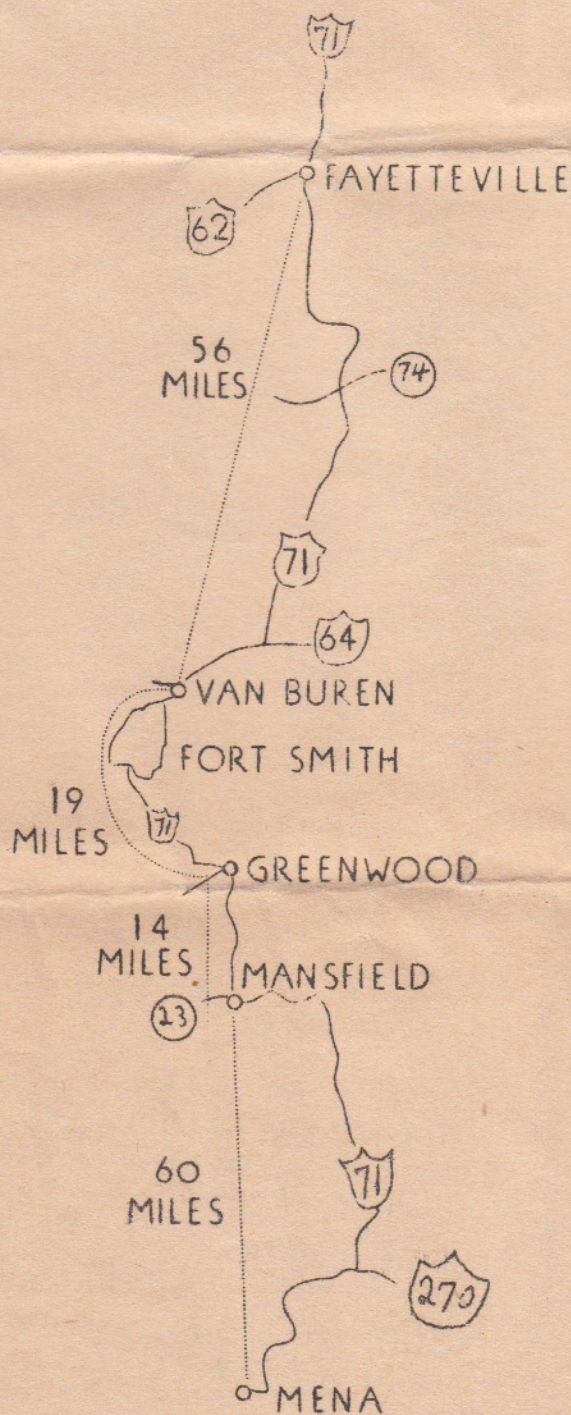 71
FAYETTEVILLE
62
56
MILES
74
71
64
VAN BUREN
FORT SMITH
19
MILES
71
GREENWOOD
14
MILES
MANSFIELD
23
60
MILES
71
270
MENA